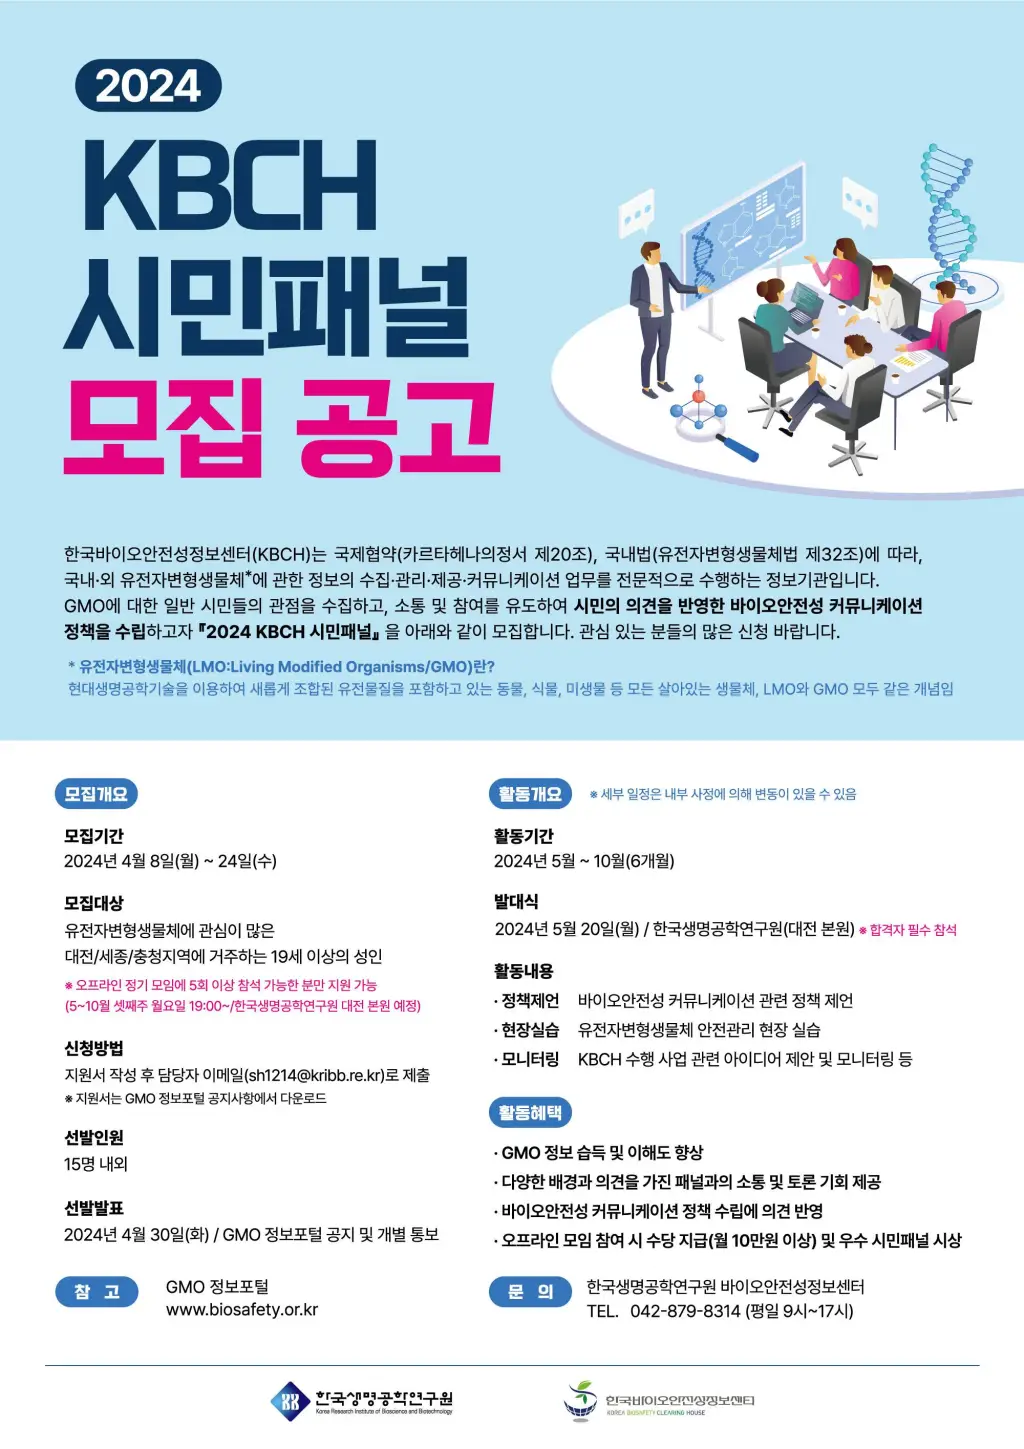 2024
KBCH
시민패널
모집 공고
한국바이오안전성정보센터(KBCH)는 국제협약(카르타헤나의정서 제20조), 국내법(유전자변형생물체법 제32조)에 따라,
국내·외 유전자변형생물체*에 관한 정보의 수집·관리·제공·커뮤니케이션 업무를 전문적으로 수행하는 정보기관입니다.
GMO에 대한 일반 시민들의 관점을 수집하고, 소통 및 참여를 유도하여 시민의 의견을 반영한 바이오안전성 커뮤니케이션
정책을 수립하고자 『2024 KBCH 시민패널』 을 아래와 같이 모집합니다. 관심 있는 분들의 많은 신청 바랍니다.
* 유전자변형생물체(LMO:Living Modified Organisms/GMO)란?
현대생명공학기술을 이용하여 새롭게 조합된 유전물질을 포함하고 있는 동물, 식물, 미생물 등 모든 살아있는 생물체, LMO와 GMO 모두 같은 개념임
모집개요
모집기간
2024년 4월 8일(월) ~ 24일(수)
모집대상
유전자변형생물체에 관심이 많은
대전/세종/충청지역에 거주하는 19세 이상의 성인
※ 오프라인 정기 모임에 5회 이상 참석 가능한 분만 지원 가능
(5~10월 셋째주 월요일 19:00~/한국생명공학연구원 대전 본원 예정)
신청방법
지원서 작성 후 담당자 이메일(sh1214@kribb.re.kr)로 제출
※ 지원서는 GMO 정보포털 공지사항에서 다운로드
선발인원
15명 내외
선발발표
2024년 4월 30일(화) / GMO 정보포털 공지 및 개별 통보
참 고
GMO 정보포털
www.biosafety.or.kr
활동개요
※ 세부 일정은 내부 사정에 의해 변동이 있을 수 있음
활동기간
2024년 5월 ~ 10월(6개월)
발대식
2024년 5월 20일(월) / 한국생명공학연구원(대전 본원) ※ 합격자 필수 참석
활동내용
· 정책제언 바이오안전성 커뮤니케이션 관련 정책 제언
· 현장실습 유전자변형생물체 안전관리 현장 실습
· 모니터링 KBCH 수행 사업 관련 아이디어 제안 및 모니터링 등
활동혜택
· GMO 정보 습득 및 이해도 향상
· 다양한 배경과 의견을 가진 패널과의 소통 및 토론 기회 제공
· 바이오안전성 커뮤니케이션 정책 수립에 의견 반영
· 오프라인 모임 참여 시 수당 지급(월 10만원 이상) 및 우수 시민패널 시상
문 의
한국생명공학연구원 바이오안전성정보센터
TEL. 042-879-8314 (평일 9시~17시)
한국생명공학연구원
Korea Research Institute of Bioscience and Biotechnology
한국바이오안전성정보센터
KOREA BIOSAFETY CLEARING HOUSE